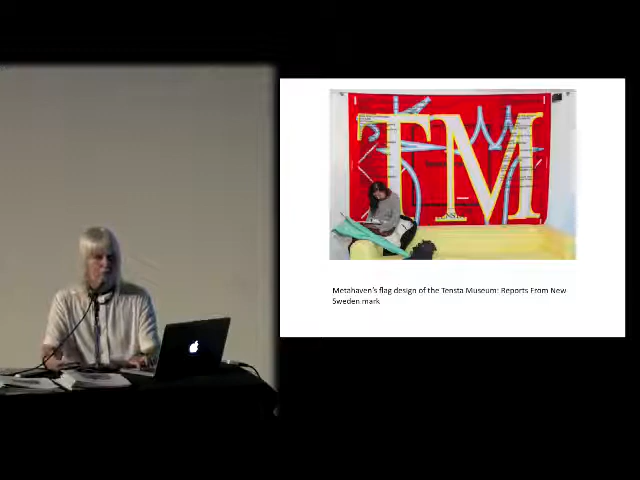 TM
Metahaven's flag design of the Tensta Museum: Reports From New
Sweden mark